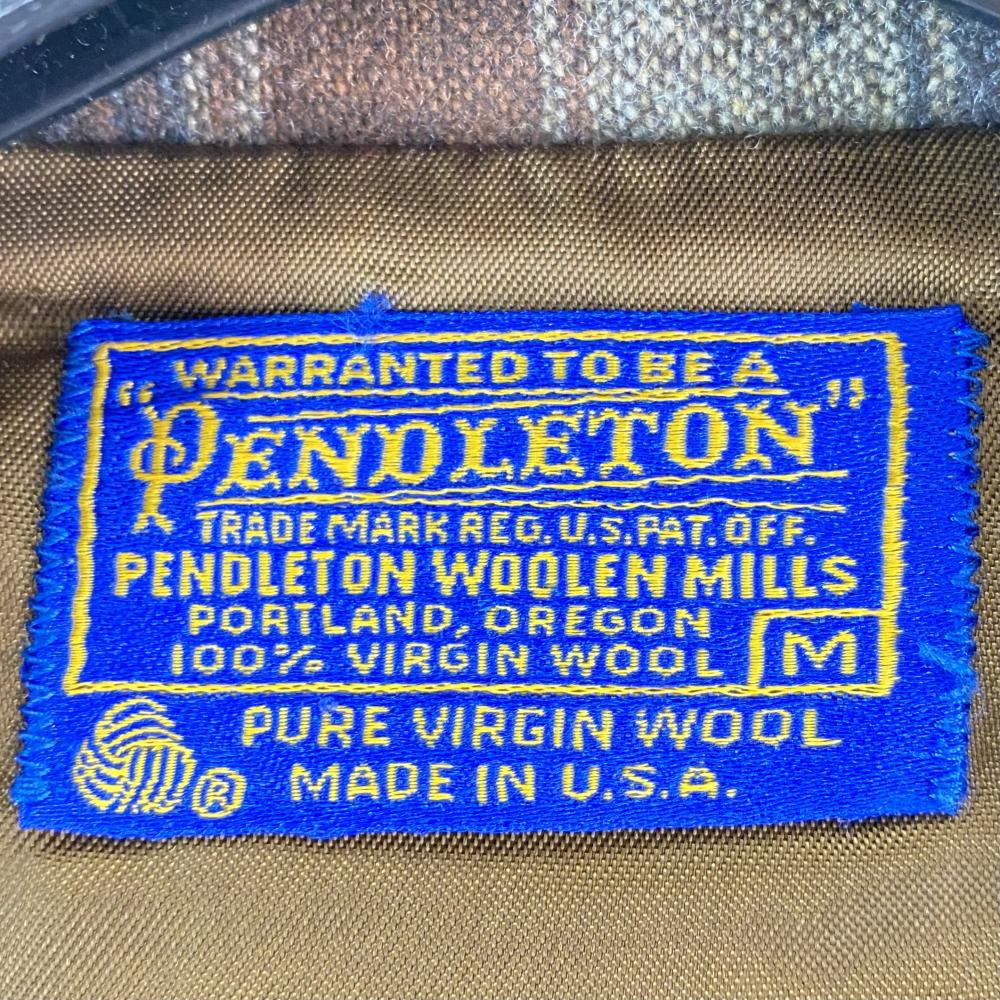 WARRANTED TO BE A
"PENDLETON"
TRADE MARK REG. U.S. PAT. OFF.
PENDLETON WOOLEN MILLS
PORTLAND, OREGON
100% VIRGIN WOOL
M
PURE VIRGIN WOOL
® MADE IN U.S.A.